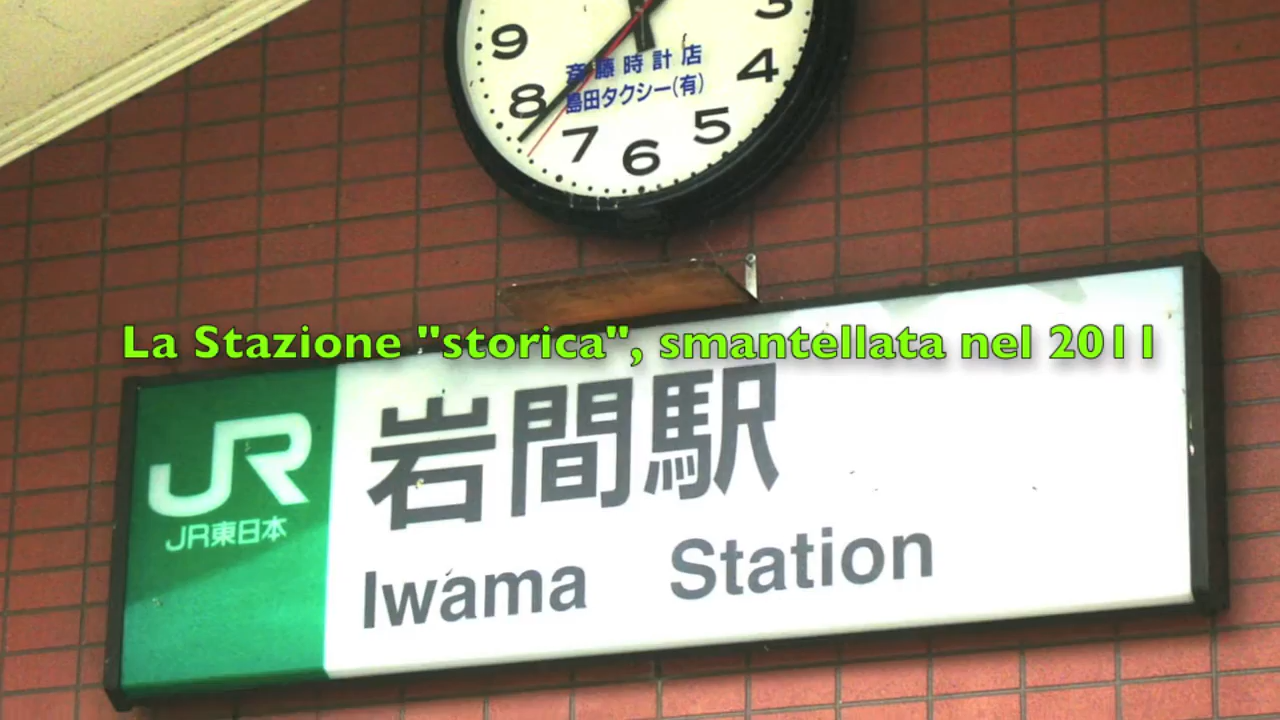 9
3
斎藤時計店
4
8
島田タクシー(有)
7
5
6
La Stazione "storica", smantellata nel 2011
JR
JR東日本
岩間駅
Iwama Station